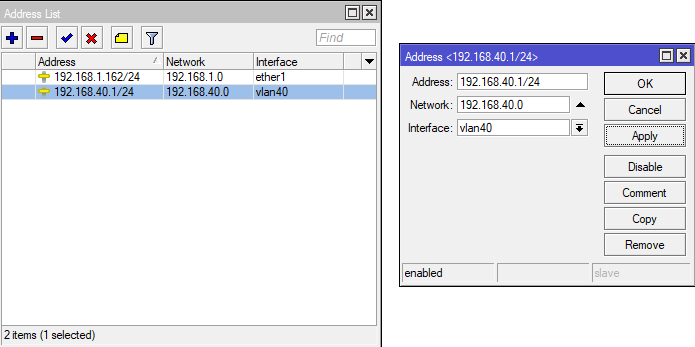 Address List
Find
Address Network Interface
192.168.1.162/24 192.168.1.0 ether1
192.168.40.1/24 192.168.40.0 vlan40
2 items (1 selected)
Address <192.168.40.1/24>
Address: 192.168.40.1/24
Network: 192.168.40.0
Interface: vlan40
OK
Cancel
Apply
Disable
Comment
Copy
Remove
enabled
slave